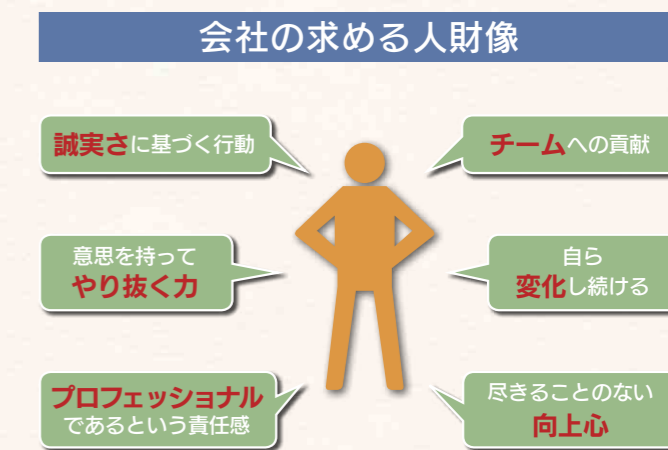 会社の求める人財像
誠実さに基づく行動
チームへの貢献
意思を持って
やり抜く力
自ら
変化し続ける
プロフェッショナル
であるという責任感
尽きることのない
向上心